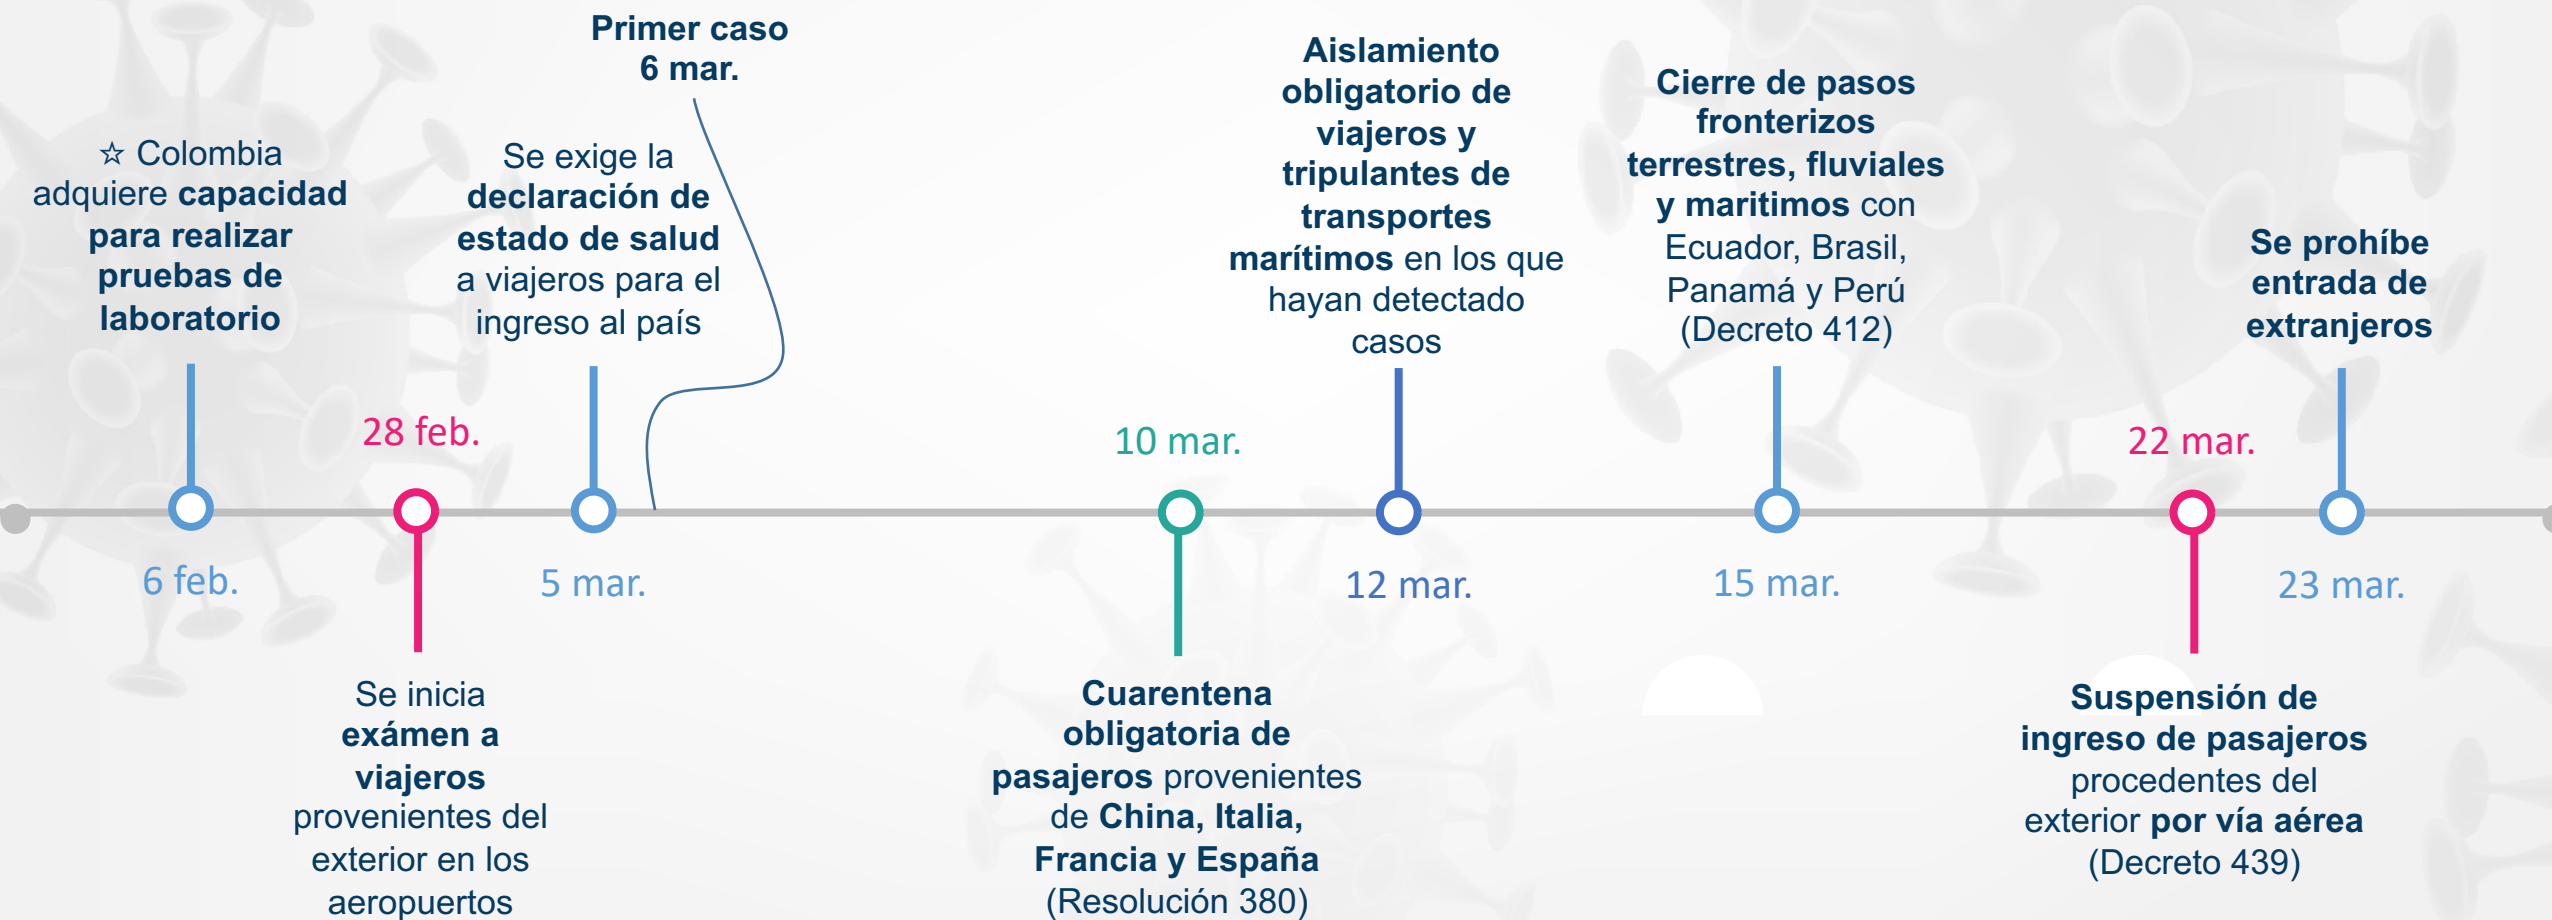 Primer caso
6 mar.
☆ Colombia
adquiere capacidad
para realizar
pruebas de
laboratorio
6 feb.
28 feb.
Se inicia
exámen a
viajeros
provenientes del
exterior en los
aeropuertos
Se exige la
declaración de
estado de salud
a viajeros para el
ingreso al país
5 mar.
10 mar.
Cuarentena
obligatoria de
pasajeros provenientes
de China, Italia,
Francia y España
(Resolución 380)
Aislamiento
obligatorio de
viajeros y
tripulantes de
transportes
marítimos en los que
hayan detectado
casos
12 mar.
Cierre de pasos
fronterizos
terrestres, fluviales
y maritimos con
Ecuador, Brasil,
Panamá y Perú
(Decreto 412)
15 mar.
22 mar.
Suspensión de
ingreso de pasajeros
procedentes del
exterior por vía aérea
(Decreto 439)
Se prohíbe
entrada de
extranjeros
23 mar.